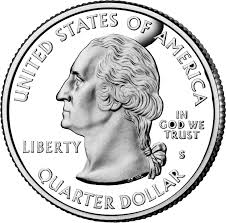 UNITED STATES OF AMERICA
LIBERTY
IN
GOD WE
TRUST
S
QUARTER DOLLAR